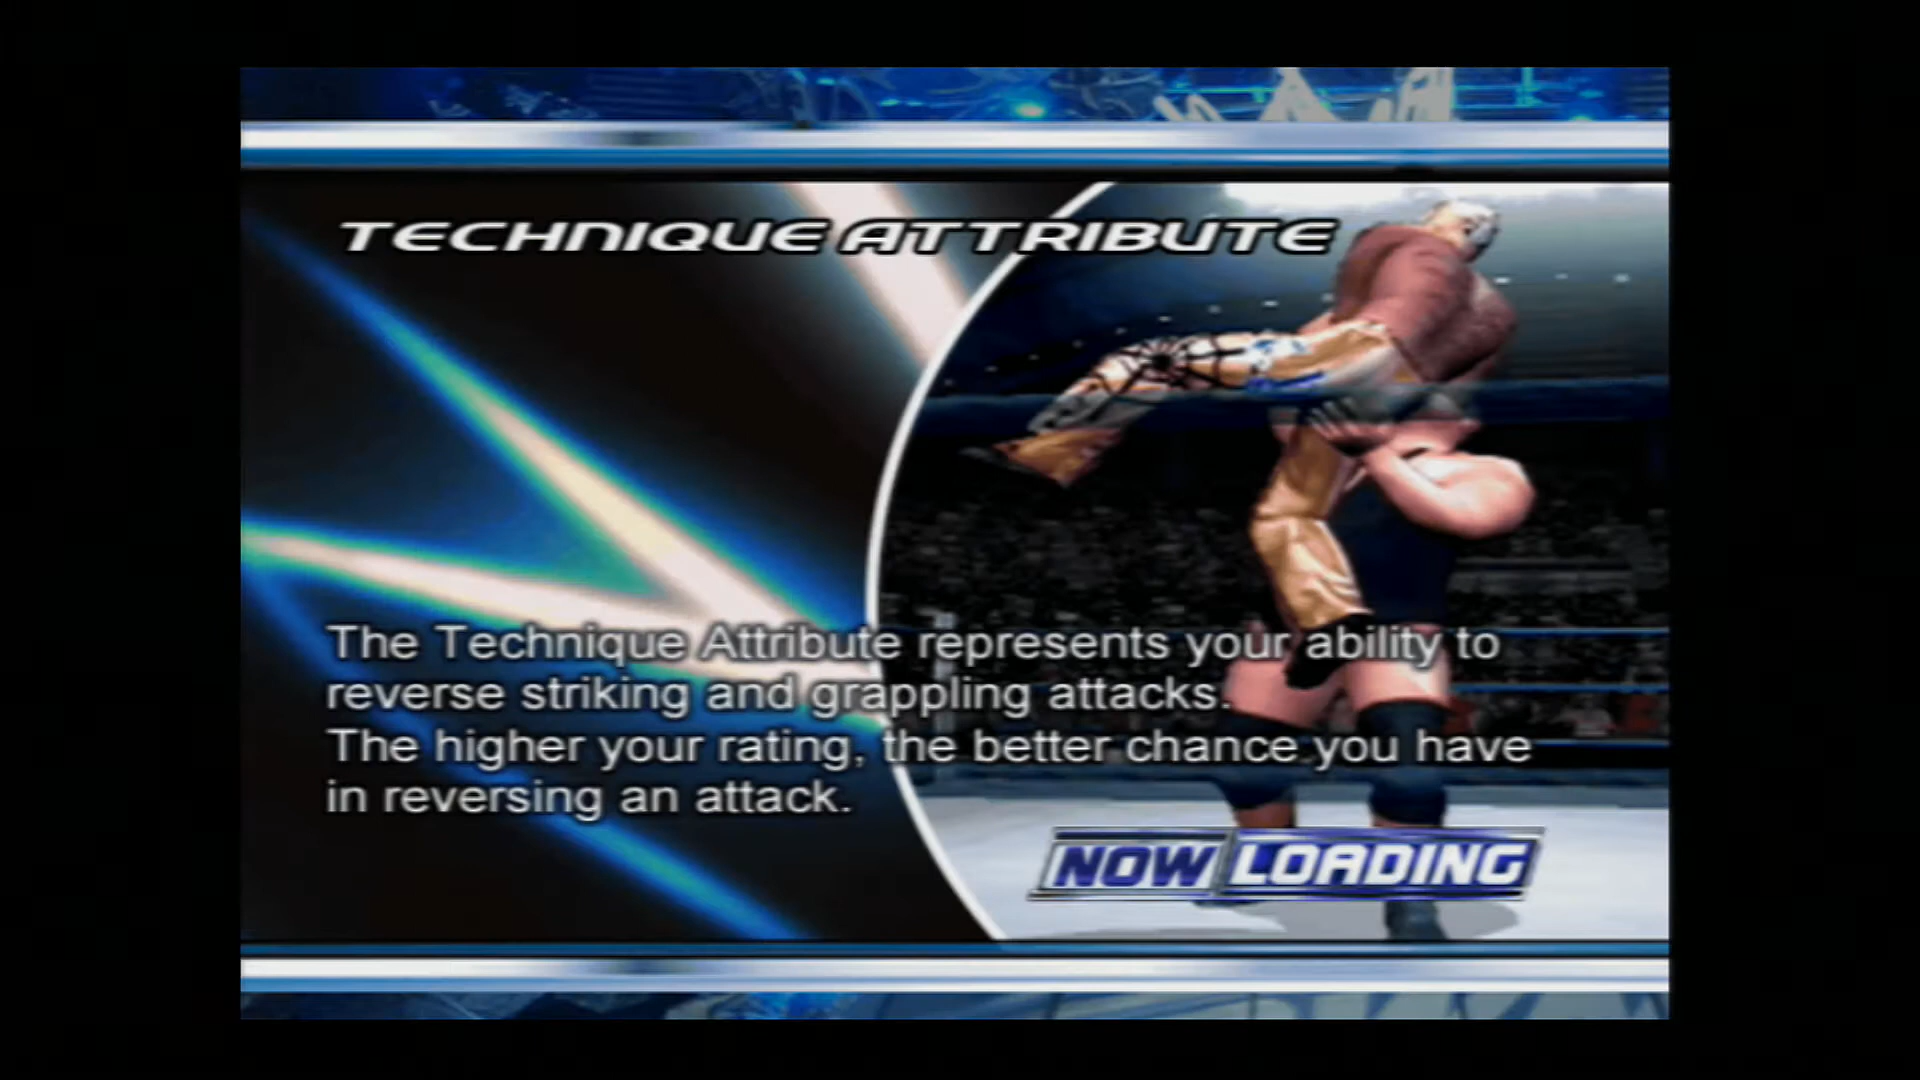 TECHNIQUE ATTRIBUTE
The Technique Attribute represents your ability to
reverse striking and grappling attacks.
The higher your rating, the better chance you have
in reversing an attack.
NOW LOADING